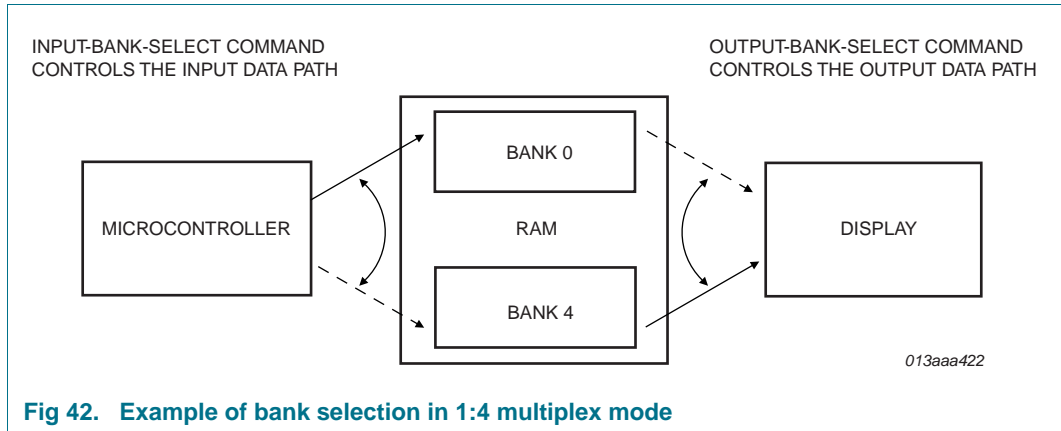 INPUT-BANK-SELECT COMMAND
CONTROLS THE INPUT DATA PATH
OUTPUT-BANK-SELECT COMMAND
CONTROLS THE OUTPUT DATA PATH
MICROCONTROLLER
BANK 0
RAM
BANK 4
DISPLAY
013aaa422
Fig 42. Example of bank selection in 1:4 multiplex mode